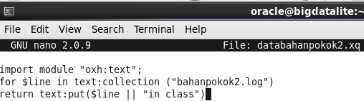 oracle@bigdatalite:~
File Edit View Search Terminal Help
GNU nano 2.0.9 File: databahanpokok2.xq
import module "oxh:text";
for $line in text:collection ("bahanpokok2.log")
return text:put($line || "in class")